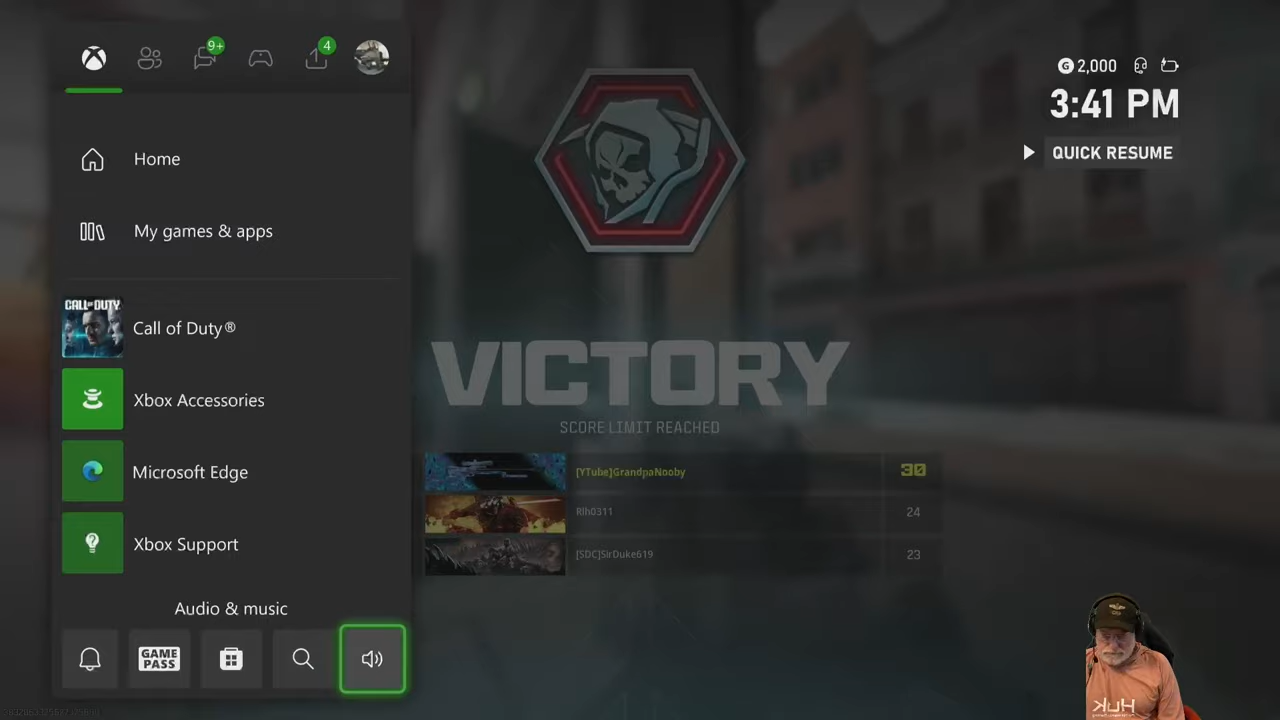 9+
4
Home
My games & apps
CALL OF DUTY
Call of Duty®
Xbox Accessories
Microsoft Edge
Xbox Support
Audio & music
GAME PASS
G 2,000
3:41 PM
QUICK RESUME
VICTORY
SCORE LIMIT REACHED
[YTube]GrandpaNooby 30
Rlh0311 24
[SDC]SirDuke619 23
HuK